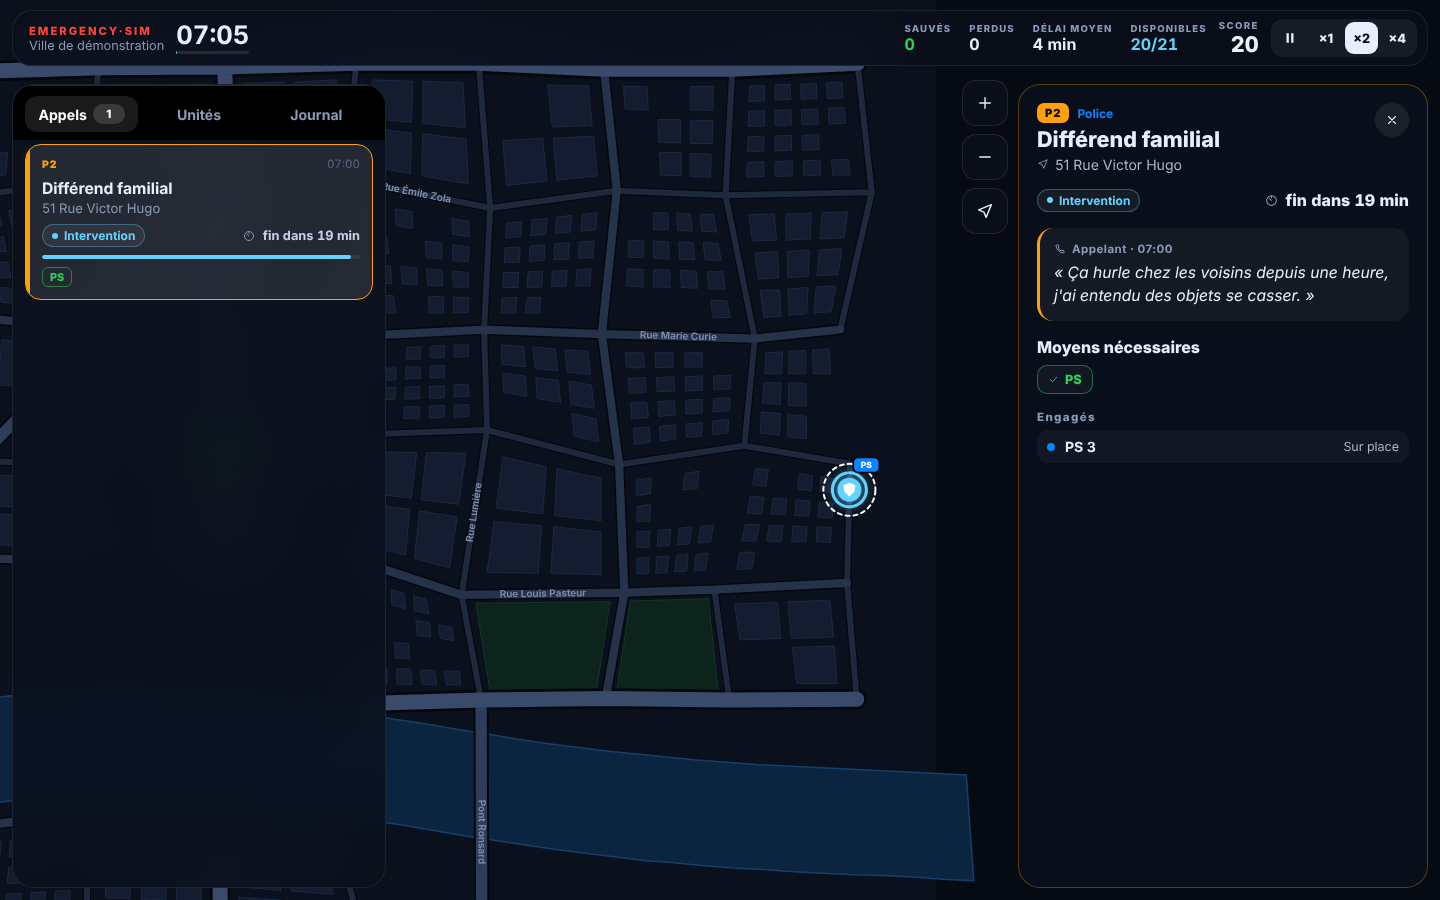 EMERGENCY·SIM
Ville de démonstration
07:05
SAUVÉS
0
PERDUS
0
DÉLAI MOYEN
4 min
DISPONIBLES
20/21
SCORE
20
×1
×2
×4
Appels 1
Unités
Journal
P2
07:00
Différend familial
51 Rue Victor Hugo
Intervention
fin dans 19 min
PS
Rue Émile Zola
Rue Marie Curie
Rue Lumière
Rue Louis Pasteur
Pont Ronsard
PS
P2
Police
Différend familial
51 Rue Victor Hugo
Intervention
fin dans 19 min
Appelant · 07:00
« Ça hurle chez les voisins depuis une heure,
j'ai entendu des objets se casser. »
Moyens nécessaires
PS
Engagés
PS 3
Sur place